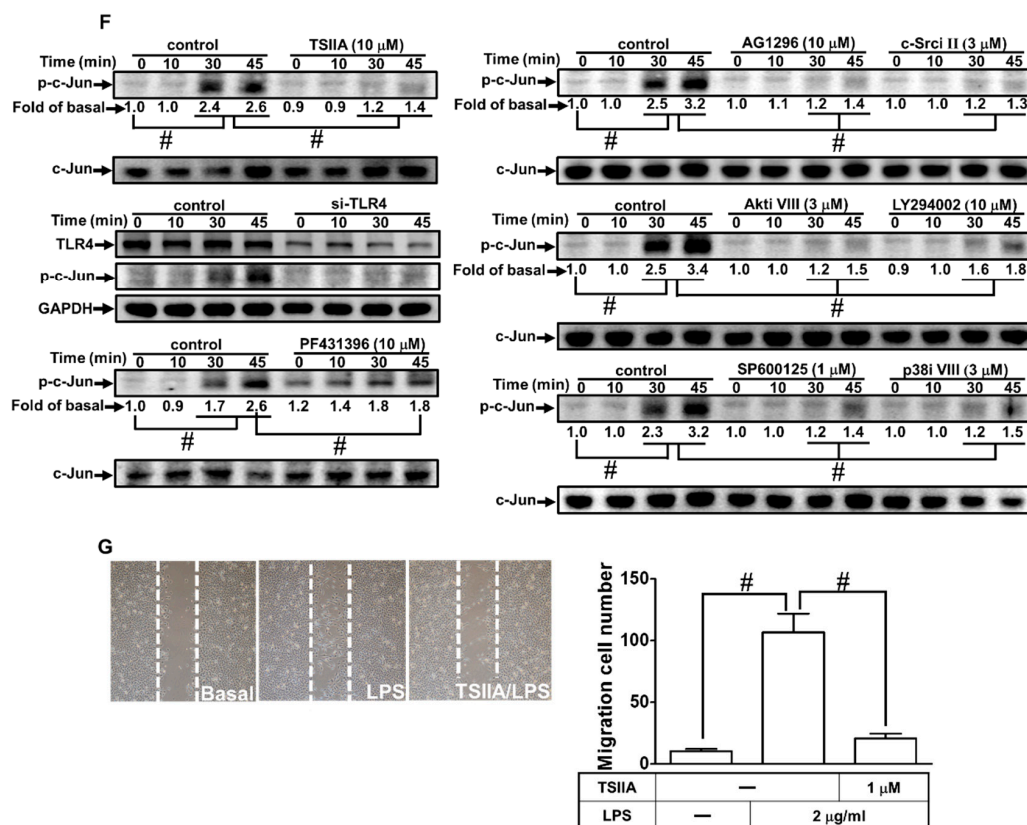 F
control TSIIA (10 μM)
Time (min) 0 10 30 45 0 10 30 45
p-c-Jun
Fold of basal 1.0 1.0 2.4 2.6 0.9 0.9 1.2 1.4
# #
c-Jun
control si-TLR4
Time (min) 0 10 30 45 0 10 30 45
TLR4
p-c-Jun
GAPDH
control PF431396 (10 μM)
Time (min) 0 10 30 45 0 10 30 45
p-c-Jun
Fold of basal 1.0 0.9 1.7 2.6 1.2 1.4 1.8 1.8
# #
c-Jun
control AG1296 (10 μM) c-Srci II (3 μM)
Time (min) 0 10 30 45 0 10 30 45 0 10 30 45
p-c-Jun
Fold of basal 1.0 1.0 2.5 3.2 1.0 1.1 1.2 1.4 1.0 1.0 1.2 1.3
# #
c-Jun
control Akti VIII (3 μM) LY294002 (10 μM)
Time (min) 0 10 30 45 0 10 30 45 0 10 30 45
p-c-Jun
Fold of basal 1.0 1.0 2.5 3.4 1.0 1.0 1.2 1.5 0.9 1.0 1.6 1.8
# #
c-Jun
control SP600125 (1 μM) p38i VIII (3 μM)
Time (min) 0 10 30 45 0 10 30 45 0 10 30 45
p-c-Jun
1.0 1.0 2.3 3.2 1.0 1.0 1.2 1.4 1.0 1.0 1.2 1.5
# #
c-Jun
G
Basal LPS TSIIA/LPS
Migration cell number
150
100
50
0
# #
TSIIA — 1 μM
LPS — 2 μg/ml